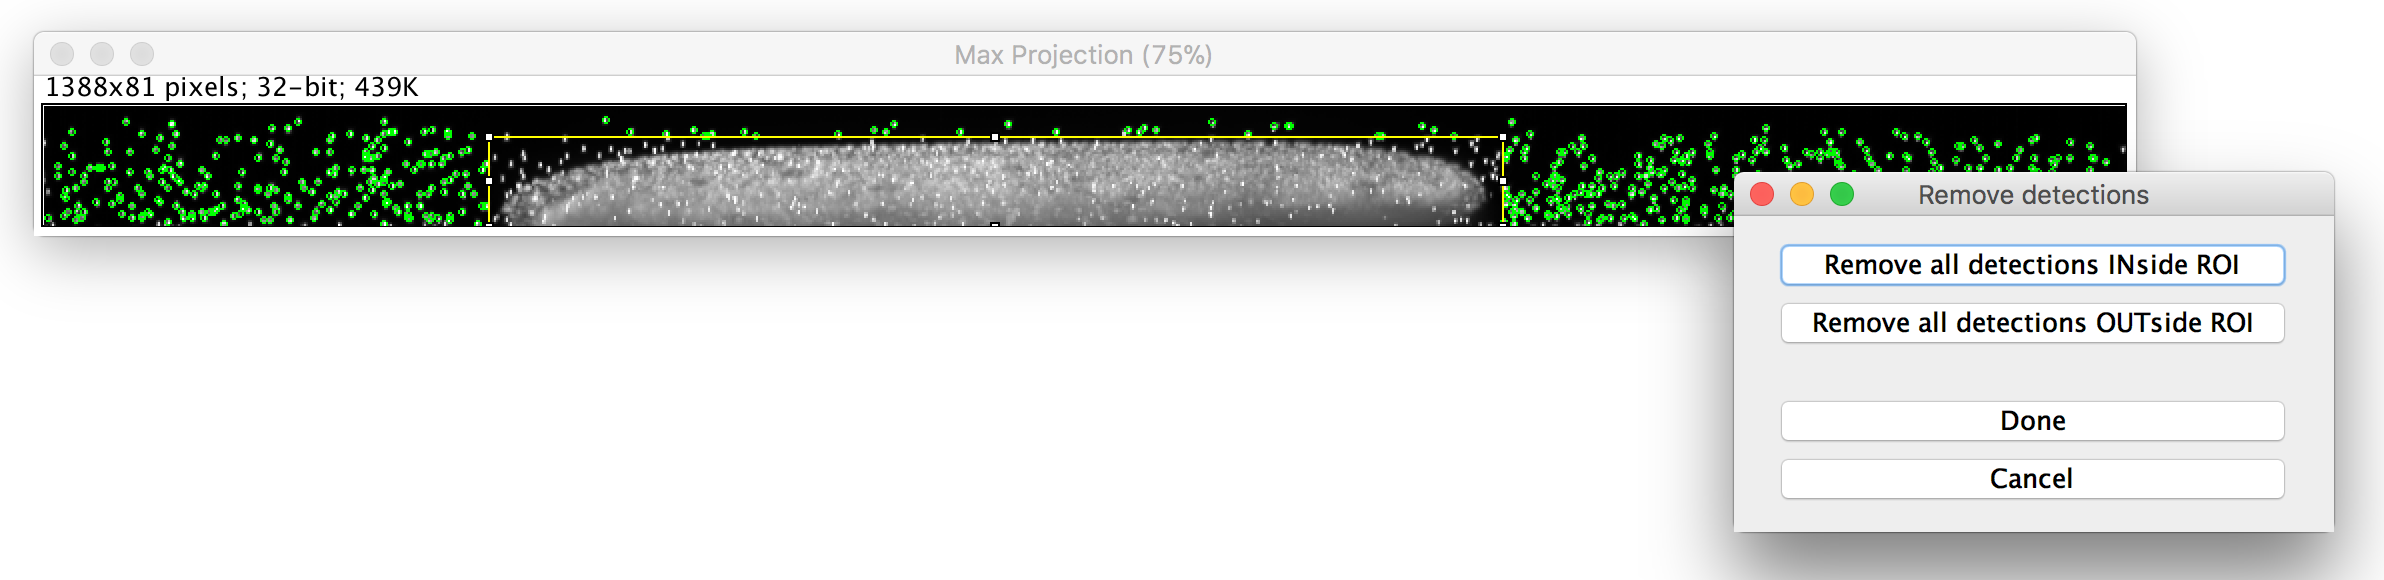 Max Projection (75%)
1388x81 pixels; 32-bit; 439K
Remove detections
Remove all detections INside ROI
Remove all detections OUTside ROI
Done
Cancel